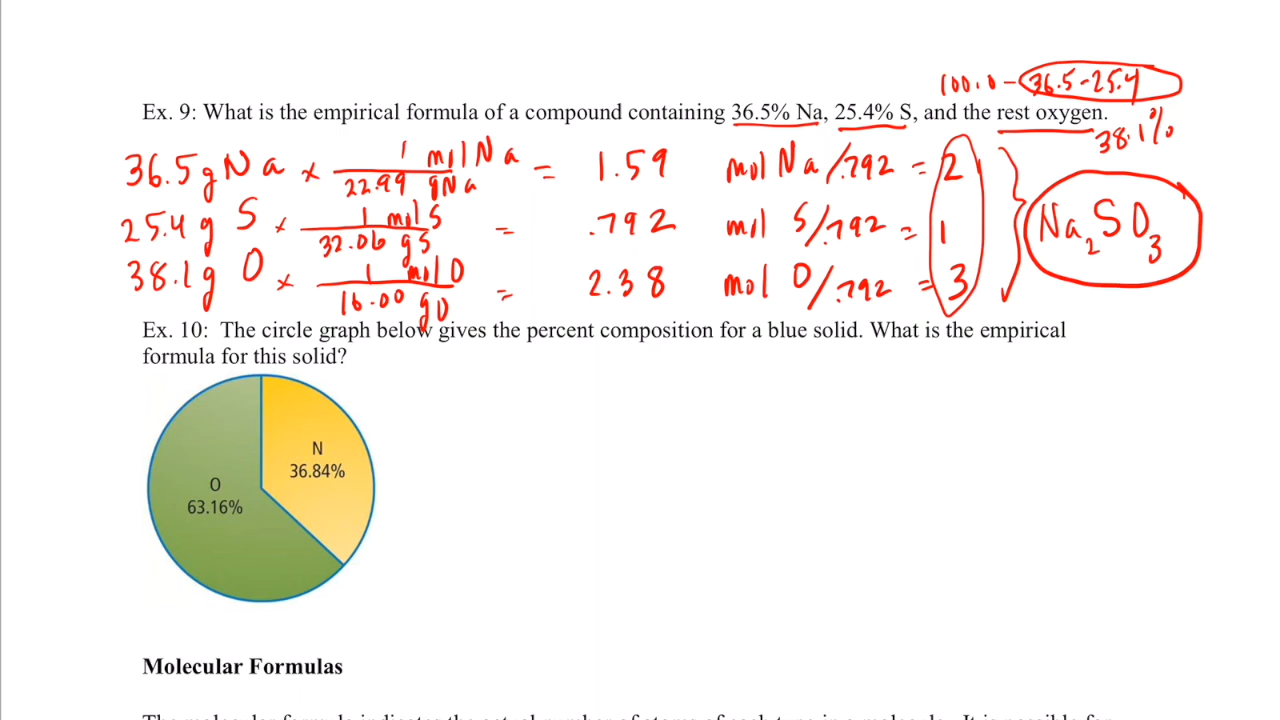 100.0 - 36.5 - 25.4
Ex. 9: What is the empirical formula of a compound containing 36.5% Na, 25.4% S, and the rest oxygen.
38.1%
36.5g Na x 1 mol Na / 22.99 gNa = 1.59 mol Na/.792 = 2
25.4g S x 1 mol S / 32.06 g S = .792 mol S/.792 = 1
38.1g O x 1 mol O / 16.00 g O = 2.38 mol O/.792 = 3
Na₂SO₃
Ex. 10: The circle graph below gives the percent composition for a blue solid. What is the empirical
formula for this solid?
N
36.84%
O
63.16%
Molecular Formulas